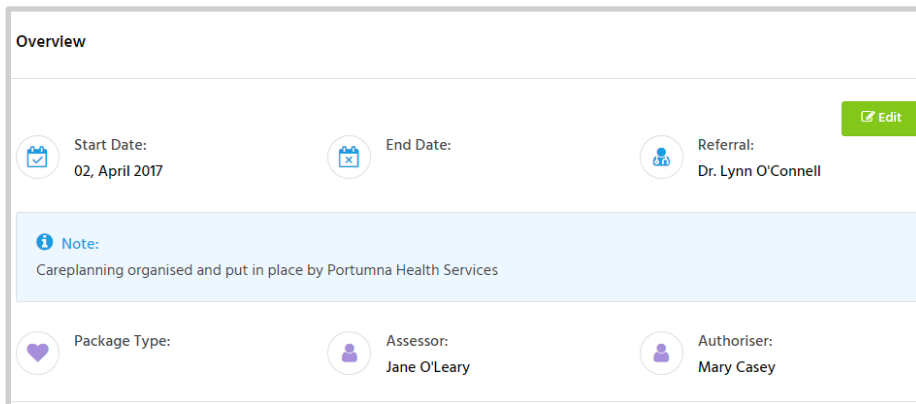 Overview
Edit
Start Date:
02, April 2017
End Date:
Referral:
Dr. Lynn O'Connell
Note:
Careplanning organised and put in place by Portumna Health Services
Package Type:
Assessor:
Jane O'Leary
Authoriser:
Mary Casey